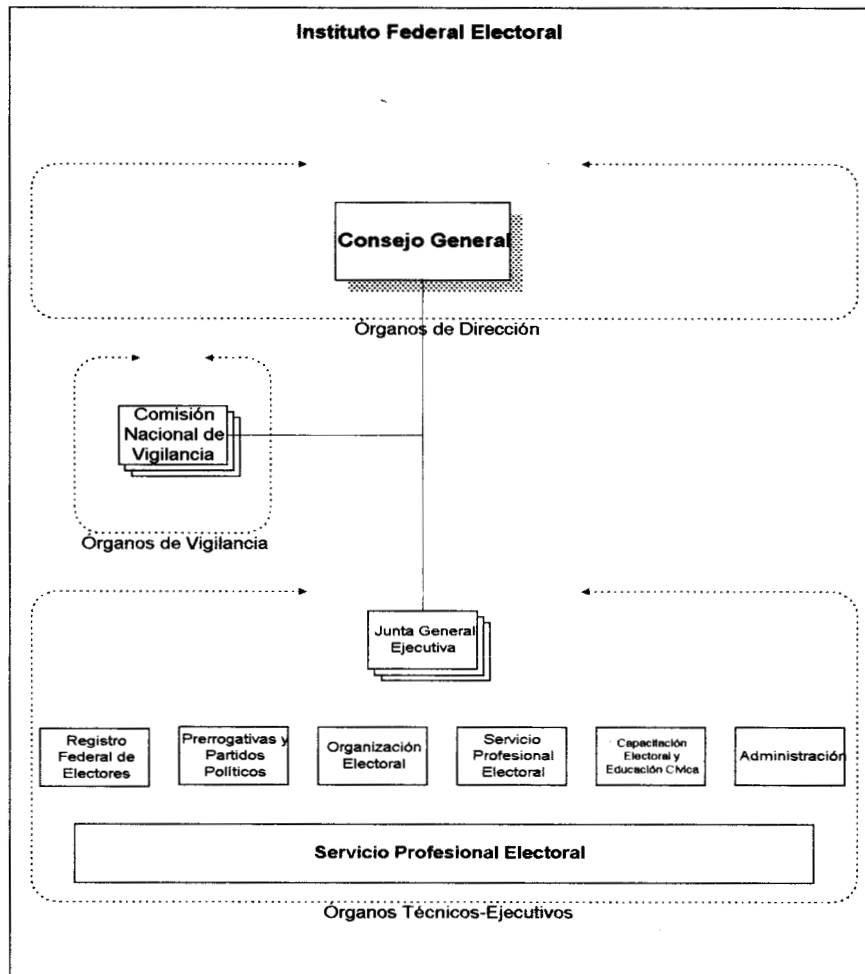 Instituto Federal Electoral
Consejo General
Órganos de Dirección
Comisión
Nacional de
Vigilancia
Órganos de Vigilancia
Junta General
Ejecutiva
Registro
Federal de
Electores
Prerrogativas y
Partidos
Políticos
Organización
Electoral
Servicio
Profesional
Electoral
Capacitación
Electoral y
Educación Cívica
Administración
Servicio Profesional Electoral
Órganos Técnicos-Ejecutivos